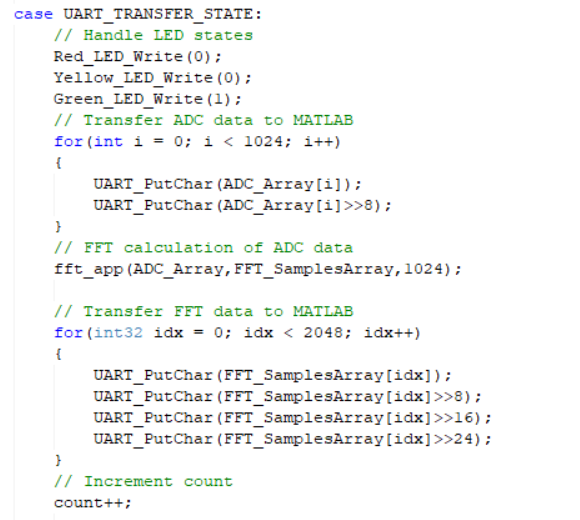 case UART_TRANSFER_STATE:
// Handle LED states
Red_LED_Write(0);
Yellow_LED_Write(0);
Green_LED_Write(1);
// Transfer ADC data to MATLAB
for(int i = 0; i < 1024; i++)
{
UART_PutChar(ADC_Array[i]);
UART_PutChar(ADC_Array[i]>>8);
}
// FFT calculation of ADC data
fft_app(ADC_Array,FFT_SamplesArray,1024);
// Transfer FFT data to MATLAB
for(int32 idx = 0; idx < 2048; idx++)
{
UART_PutChar(FFT_SamplesArray[idx]);
UART_PutChar(FFT_SamplesArray[idx]>>8);
UART_PutChar(FFT_SamplesArray[idx]>>16);
UART_PutChar(FFT_SamplesArray[idx]>>24);
}
// Increment count
count++;